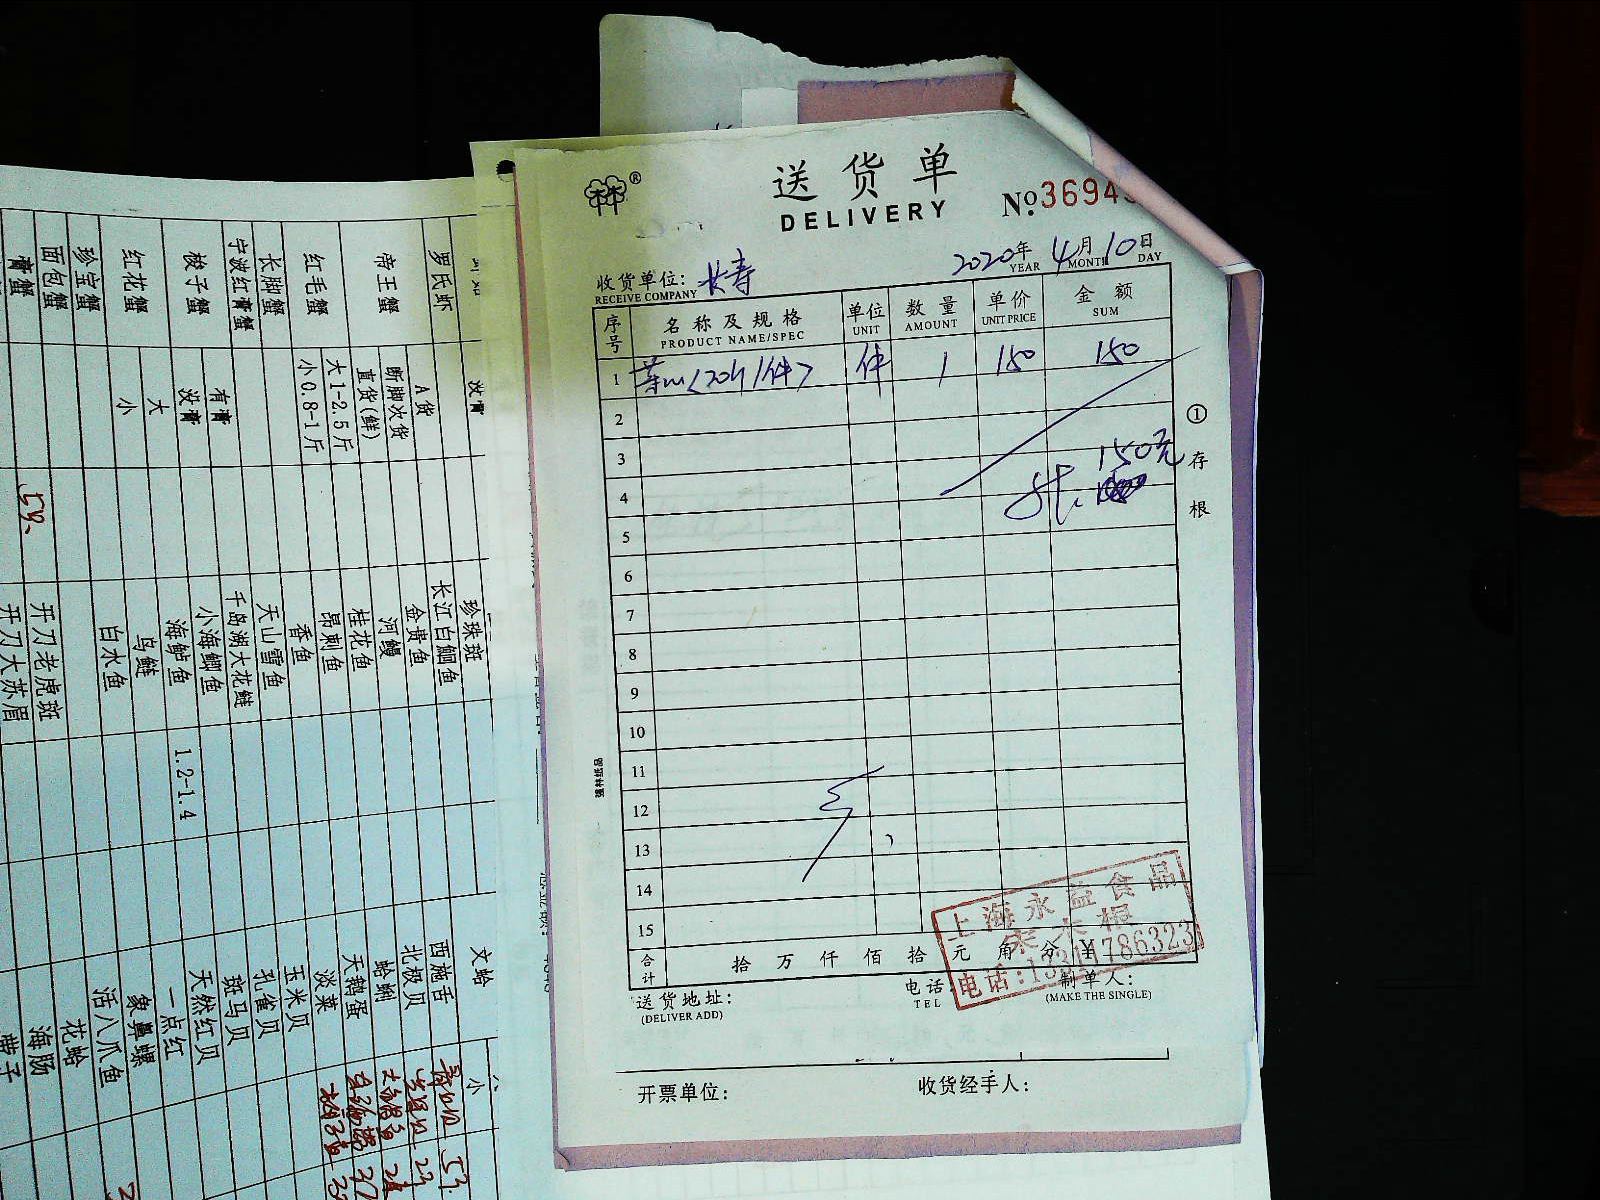 送货单
DELIVERY
®
№ 3694
收货单位: 长寿
RECEIVE COMPANY
2020年 4月 10日
YEAR MONTH DAY
序号 名称及规格 单位 数量 单价 金额
PRODUCT NAME/SPEC UNIT AMOUNT UNIT PRICE SUM
1 件 1 150 150
2
3 150元
4
5
6
7
8
9
10
11
12
13
14
15
合计 拾万仟佰拾元角分¥
① 存根
强林纸品
送货地址:
(DELIVER ADD)
电话
TEL
制单人:
(MAKE THE SINGLE)
上海永益食品
电话:
开票单位:
收货经手人:
罗氏虾
帝王蟹
红毛蟹
长脚蟹
宁波红膏蟹
梭子蟹
红花蟹
珍宝蟹
面包蟹
膏蟹
没膏
A货
断脚次货
直货(鲜)
大1-2.5斤
小0.8-1斤
有膏
没膏
大
小
珍珠斑
长江白鮰鱼
金贵鱼
河鳗
桂花鱼
昂刺鱼
香鱼
天山雪鱼
千岛湖大花鲢
小海鲫鱼
海鲈鱼
乌鲢
白水鱼
开刀老虎斑
开刀大苏眉
1.2-1.4
文蛤
西施舌
北极贝
蛤蜊
天鹅蛋
淡菜
玉米贝
孔雀贝
斑马贝
天然红贝
一点红
象鼻螺
活八爪鱼
花蛤
海肠
带子
小